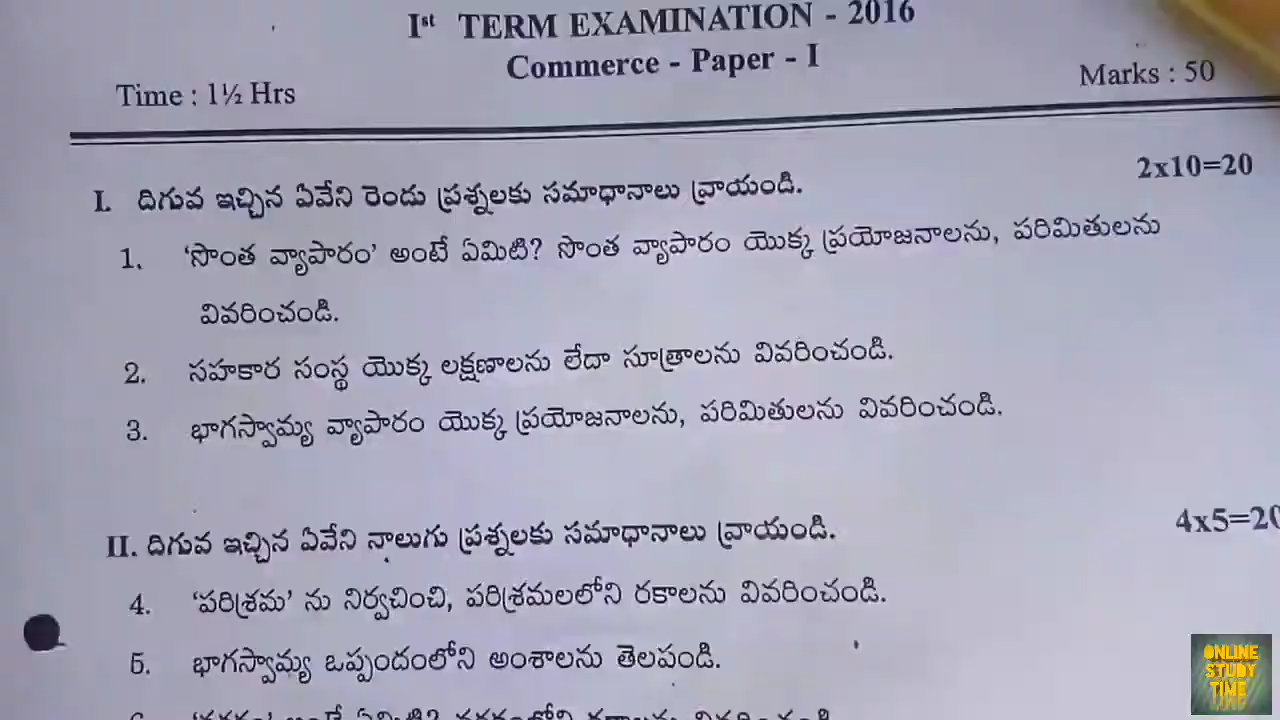 Iˢᵗ TERM EXAMINATION - 2016
Commerce - Paper - I
Time : 1½ Hrs
Marks : 50
I. దిగువ ఇచ్చిన ఏవేని రెండు ప్రశ్నలకు సమాధానాలు వ్రాయండి. 2x10=20
1. 'సొంత వ్యాపారం' అంటే ఏమిటి? సొంత వ్యాపారం యొక్క ప్రయోజనాలను, పరిమితులను
వివరించండి.
2. సహకార సంస్థ యొక్క లక్షణాలను లేదా సూత్రాలను వివరించండి.
3. భాగస్వామ్య వ్యాపారం యొక్క ప్రయోజనాలను, పరిమితులను వివరించండి.
II. దిగువ ఇచ్చిన ఏవేని నాలుగు ప్రశ్నలకు సమాధానాలు వ్రాయండి. 4x5=20
4. 'పరిశ్రమ' ను నిర్వచించి, పరిశ్రమలలోని రకాలను వివరించండి.
5. భాగస్వామ్య ఒప్పందంలోని అంశాలను తెలపండి.
ONLINE
STUDY
TIME